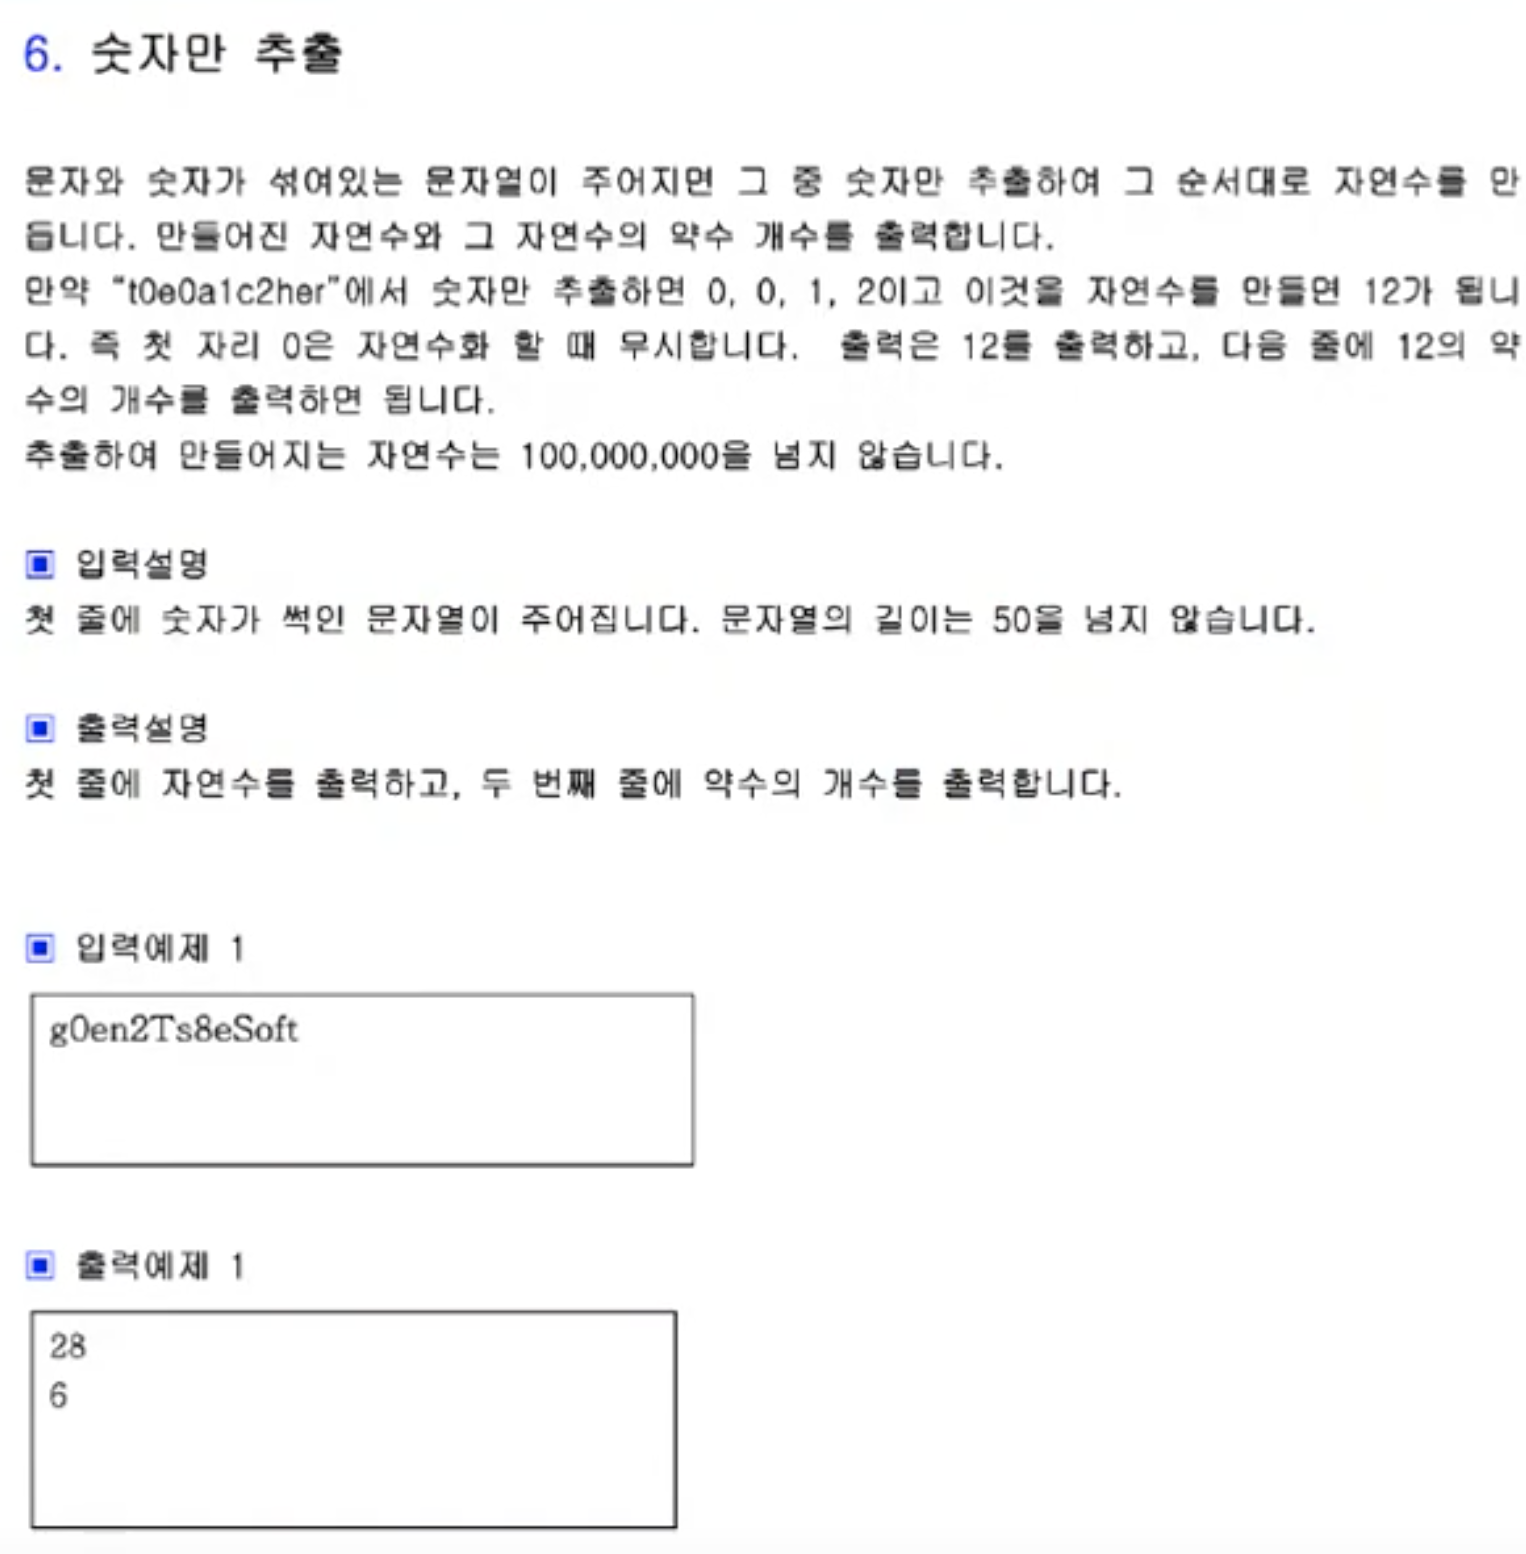 6. 숫자만 추출
문자와 숫자가 섞여있는 문자열이 주어지면 그 중 숫자만 추출하여 그 순서대로 자연수를 만
듭니다. 만들어진 자연수와 그 자연수의 약수 개수를 출력합니다.
만약 “t0e0a1c2her”에서 숫자만 추출하면 0, 0, 1, 2이고 이것을 자연수를 만들면 12가 됩니
다. 즉 첫 자리 0은 자연수화 할 때 무시합니다. 출력은 12를 출력하고, 다음 줄에 12의 약
수의 개수를 출력하면 됩니다.
추출하여 만들어지는 자연수는 100,000,000을 넘지 않습니다.
▣ 입력설명
첫 줄에 숫자가 썩인 문자열이 주어집니다. 문자열의 길이는 50을 넘지 않습니다.
▣ 출력설명
첫 줄에 자연수를 출력하고, 두 번째 줄에 약수의 개수를 출력합니다.
▣ 입력예제 1
g0en2Ts8eSoft
▣ 출력예제 1
28
6